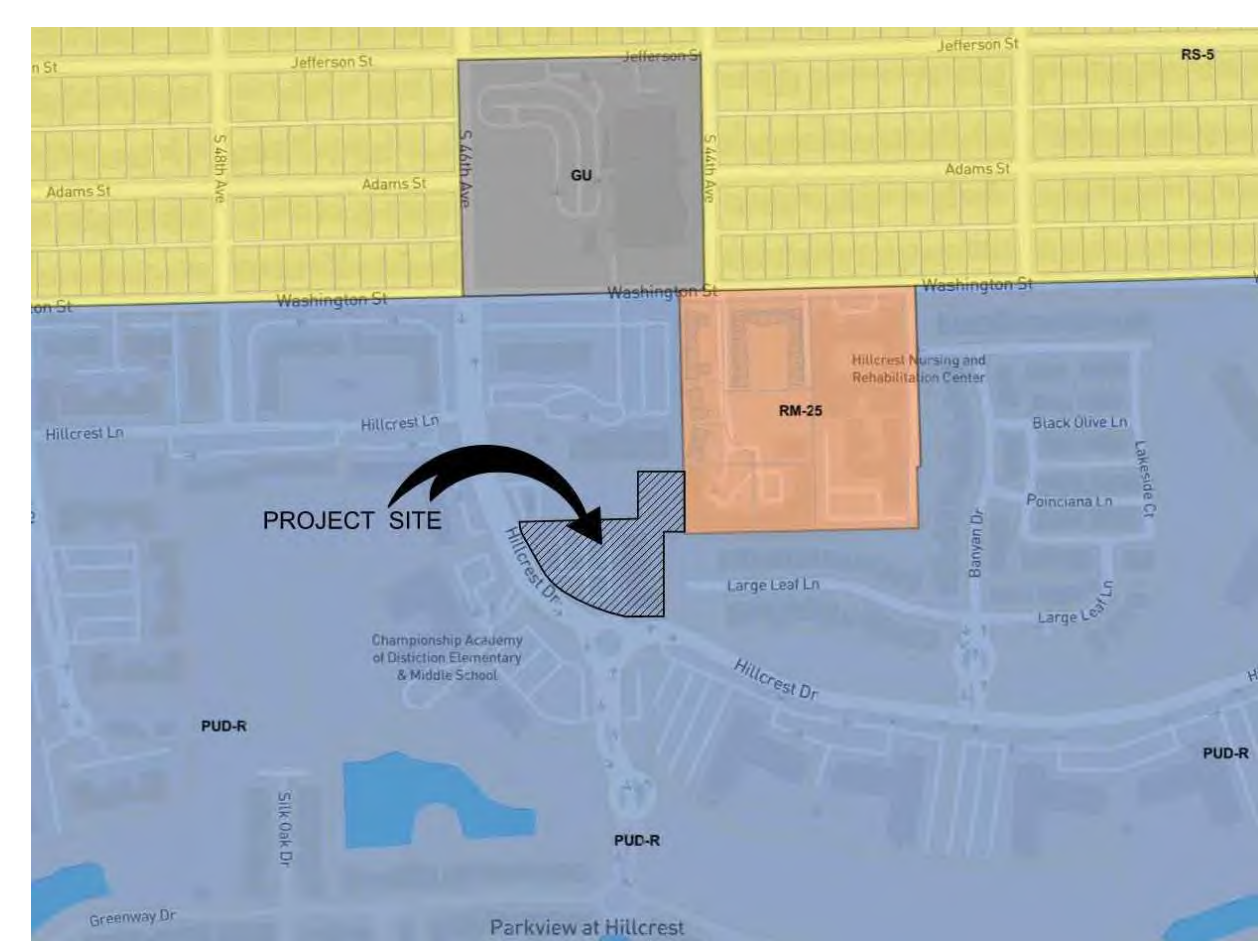 Jefferson St
RS-5
n St
Jefferson St
Jefferson St
S 48th Ave
S 46th Ave
S 44th Ave
GU
Adams St
Adams St
Adams St
Washington St
Washington St
Washington St
ton St
Hillcrest Nursing and
Rehabilitation Center
RM-25
Hillcrest Ln
Hillcrest Ln
Black Olive Ln
Lakeside Ct
Poinciana Ln
PROJECT SITE
Hillcrest Dr
Banyan Dr
Large Leaf Ln
Large Leaf Ln
Championship Academy
of Distiction Elementary
& Middle School
Hillcrest Dr
PUD-R
PUD-R
Silk Oak Dr
PUD-R
Greenway Dr
Parkview at Hillcrest